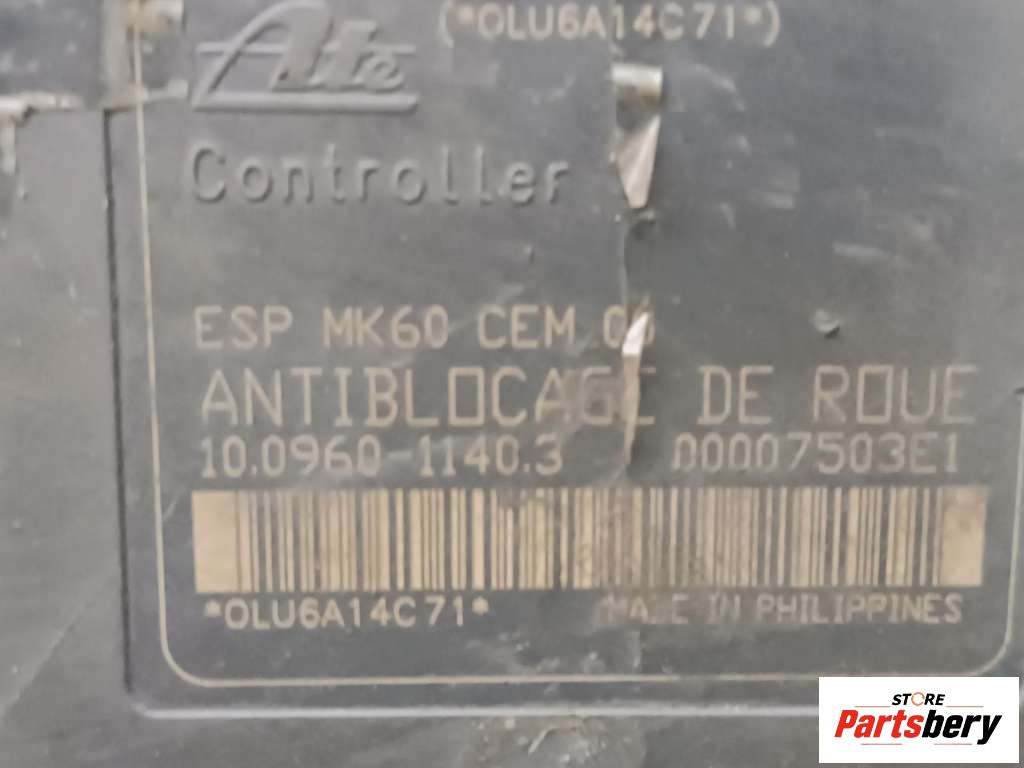 (*OLU6A14C71*)
Ate
Controller
ESP MK60 CEM 06
ANTIBLOCAGE DE ROUE
10.0960-1140.3 00007503E1
*OLU6A14C71* MADE IN PHILIPPINES
STORE
Partsbery